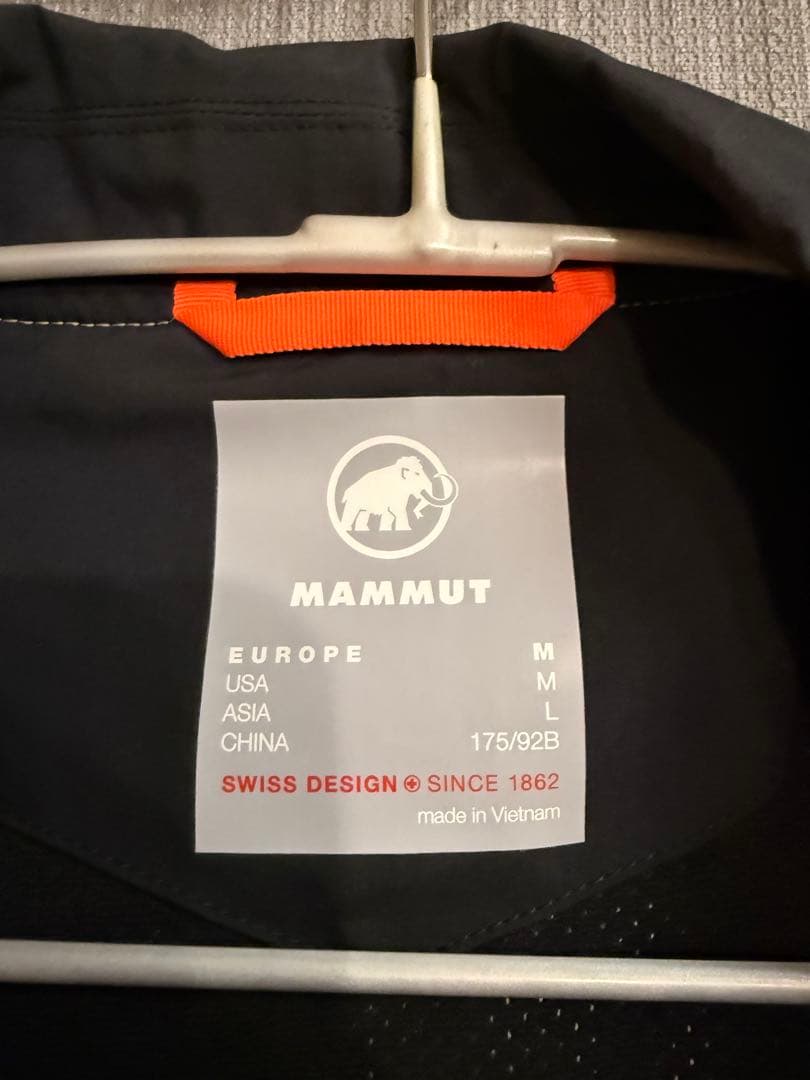 MAMMUT
EUROPE M
USA M
ASIA L
CHINA 175/92B
SWISS DESIGN SINCE 1862
made in Vietnam